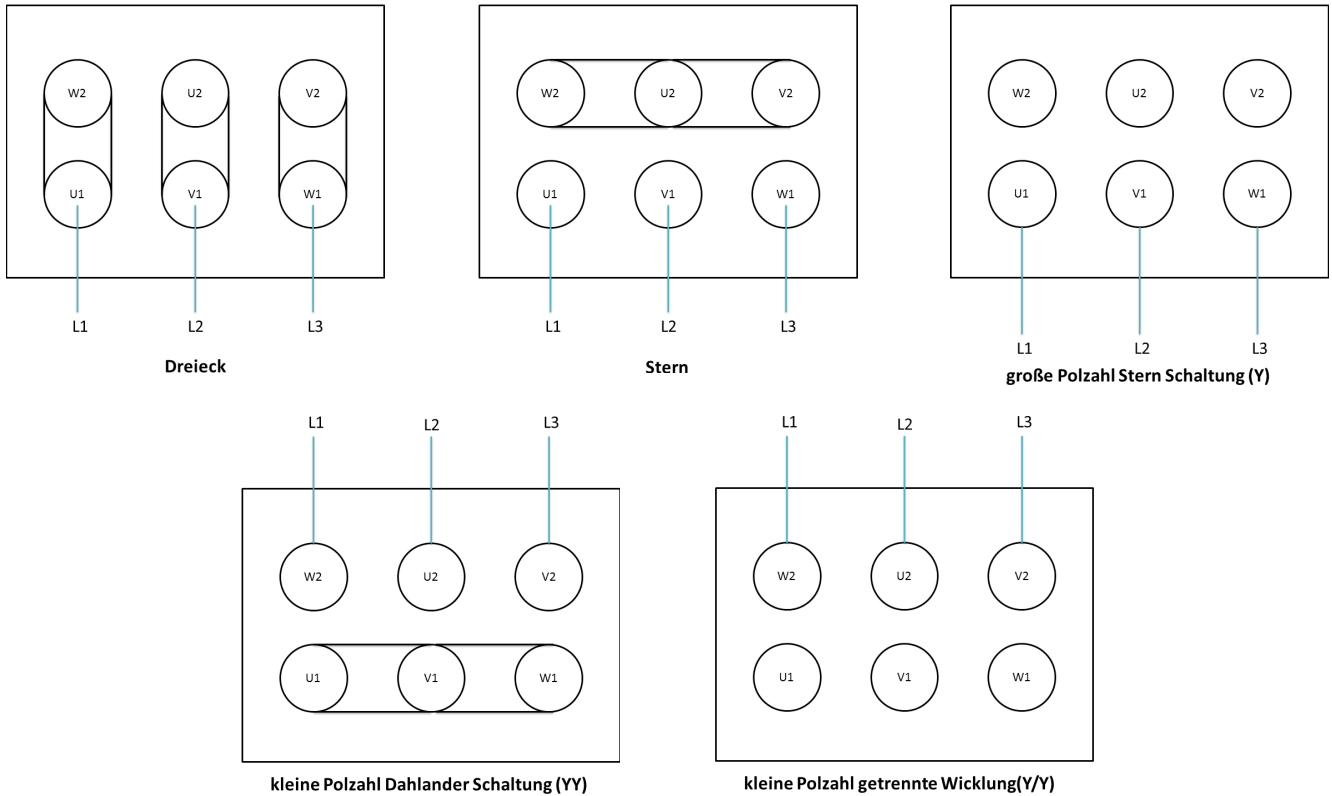 W2 U2 V2
U1 V1 W1
L1 L2 L3
Dreieck
W2 U2 V2
U1 V1 W1
L1 L2 L3
Stern
W2 U2 V2
U1 V1 W1
L1 L2 L3
große Polzahl Stern Schaltung (Y)
L1 L2 L3
W2 U2 V2
U1 V1 W1
kleine Polzahl Dahlander Schaltung (YY)
L1 L2 L3
W2 U2 V2
U1 V1 W1
kleine Polzahl getrennte Wicklung(Y/Y)